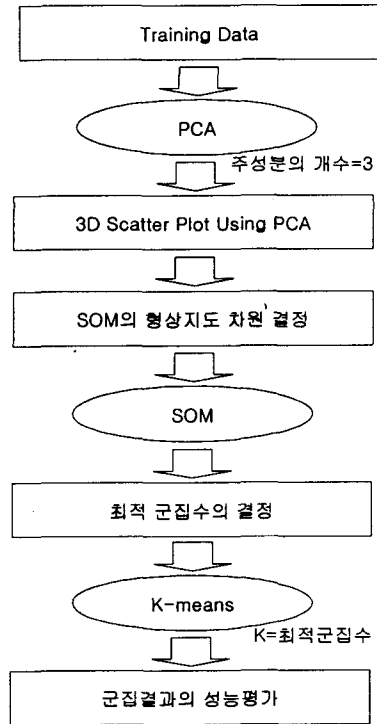 Training Data
PCA
주성분의 개수=3
3D Scatter Plot Using PCA
SOM의 형상지도 차원 결정
SOM
최적 군집수의 결정
K-means
K=최적군집수
군집결과의 성능평가